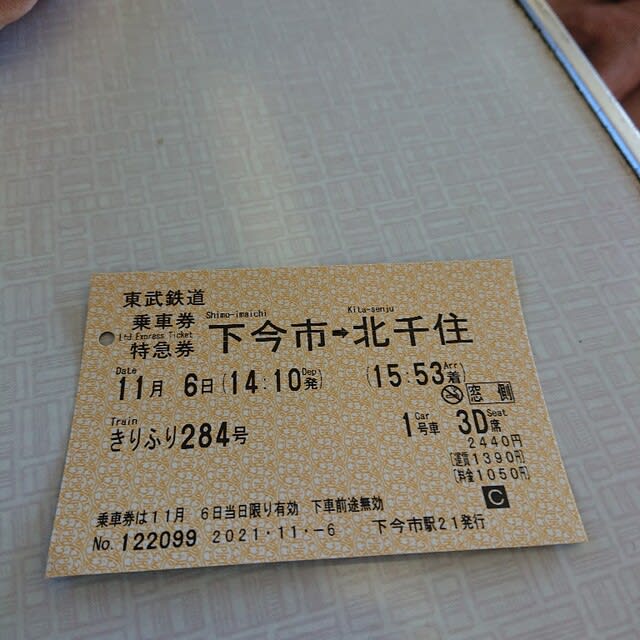 東武鉄道
乗車券
Ltd Express Ticket
特急券
Shimo-imaichi
Kita-senju
下今市➡北千住
Date
Dep
Arr
11月 6日(14:10発) (15:53着)
窓側
Train
Car
Seat
きりふり284号 1号車 3D席
2440円
[運賃1390円]
[料金1050円]
C
乗車券は11月 6日当日限り有効 下車前途無効
No. 122099 2021.11.-6 下今市駅21発行